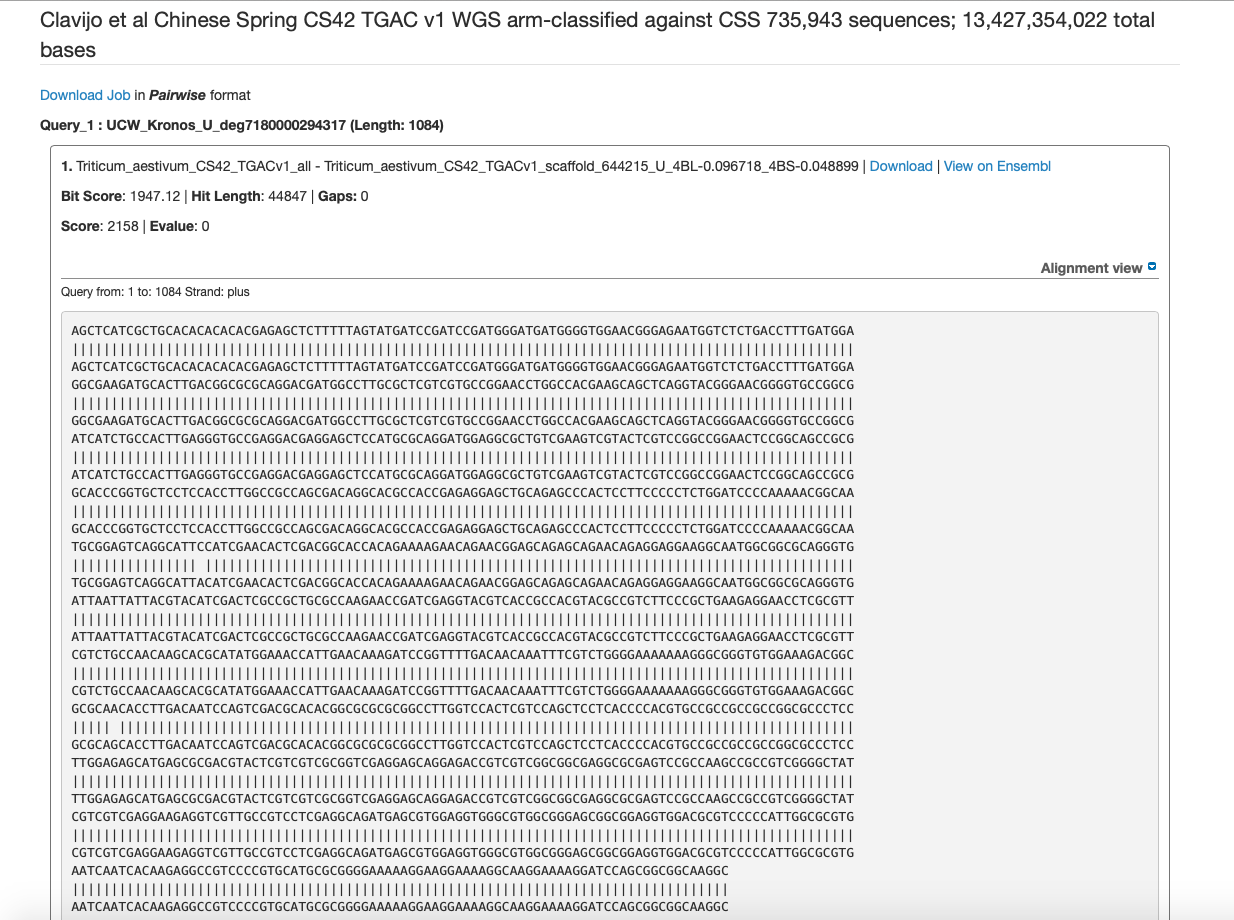 Clavijo et al Chinese Spring CS42 TGAC v1 WGS arm-classified against CSS 735,943 sequences; 13,427,354,022 total
bases
Download Job in Pairwise format
Query_1 : UCW_Kronos_U_deg7180000294317 (Length: 1084)
1. Triticum_aestivum_CS42_TGACv1_all - Triticum_aestivum_CS42_TGACv1_scaffold_644215_U_4BL-0.096718_4BS-0.048899 | Download | View on Ensembl
Bit Score: 1947.12 | Hit Length: 44847 | Gaps: 0
Score: 2158 | Evalue: 0
Alignment view
Query from: 1 to: 1084 Strand: plus
AGCTCATCGCTGCACACACACACGAGAGCTCTTTTTAGTATGATCCGATCCGATGGGATGATGGGGTGGAACGGGAGAATGGTCTCTGACCTTTGATGGA
||||||||||||||||||||||||||||||||||||||||||||||||||||||||||||||||||||||||||||||||||||||||||||||||||||
AGCTCATCGCTGCACACACACACGAGAGCTCTTTTTAGTATGATCCGATCCGATGGGATGATGGGGTGGAACGGGAGAATGGTCTCTGACCTTTGATGGA
GGCGAAGATGCACTTGACGGCGCGCAGGACGATGGCCTTGCGCTCGTCGTGCCGGAACCTGGCCACGAAGCAGCTCAGGTACGGGAACGGGGTGCCGGCG
||||||||||||||||||||||||||||||||||||||||||||||||||||||||||||||||||||||||||||||||||||||||||||||||||||
GGCGAAGATGCACTTGACGGCGCGCAGGACGATGGCCTTGCGCTCGTCGTGCCGGAACCTGGCCACGAAGCAGCTCAGGTACGGGAACGGGGTGCCGGCG
ATCATCTGCCACTTGAGGGTGCCGAGGACGAGGAGCTCCATGCGCAGGATGGAGGCGCTGTCGAAGTCGTACTCGTCCGGCCGGAACTCCGGCAGCCGCG
||||||||||||||||||||||||||||||||||||||||||||||||||||||||||||||||||||||||||||||||||||||||||||||||||||
ATCATCTGCCACTTGAGGGTGCCGAGGACGAGGAGCTCCATGCGCAGGATGGAGGCGCTGTCGAAGTCGTACTCGTCCGGCCGGAACTCCGGCAGCCGCG
GCACCCGGTGCTCCTCCACCTTGGCCGCCAGCGACAGGCACGCCACCGAGAGGAGCTGCAGAGCCCACTCCTTCCCCCTCTGGATCCCCAAAAACGGCAA
||||||||||||||||||||||||||||||||||||||||||||||||||||||||||||||||||||||||||||||||||||||||||||||||||||
GCACCCGGTGCTCCTCCACCTTGGCCGCCAGCGACAGGCACGCCACCGAGAGGAGCTGCAGAGCCCACTCCTTCCCCCTCTGGATCCCCAAAAACGGCAA
TGCGGAGTCAGGCATTCCATCGAACACTCGACGGCACCACAGAAAAGAACAGAACGGAGCAGAGCAGAACAGAGGAGGAAGGCAATGGCGGCGCAGGGTG
|||||||||||||||| |||||||||||||||||||||||||||||||||||||||||||||||||||||||||||||||||||||||||||||||||||
TGCGGAGTCAGGCATTACATCGAACACTCGACGGCACCACAGAAAAGAACAGAACGGAGCAGAGCAGAACAGAGGAGGAAGGCAATGGCGGCGCAGGGTG
ATTAATTATTACGTACATCGACTCGCCGCTGCGCCAAGAACCGATCGAGGTACGTCACCGCCACGTACGCCGTCTTCCCGCTGAAGAGGAACCTCGCGTT
||||||||||||||||||||||||||||||||||||||||||||||||||||||||||||||||||||||||||||||||||||||||||||||||||||
ATTAATTATTACGTACATCGACTCGCCGCTGCGCCAAGAACCGATCGAGGTACGTCACCGCCACGTACGCCGTCTTCCCGCTGAAGAGGAACCTCGCGTT
CGTCTGCCAACAAGCACGCATATGGAAACCATTGAACAAAGATCCGGTTTTGACAACAAATTTCGTCTGGGGAAAAAAAGGGCGGGTGTGGAAAGACGGC
||||||||||||||||||||||||||||||||||||||||||||||||||||||||||||||||||||||||||||||||||||||||||||||||||||
CGTCTGCCAACAAGCACGCATATGGAAACCATTGAACAAAGATCCGGTTTTGACAACAAATTTCGTCTGGGGAAAAAAAGGGCGGGTGTGGAAAGACGGC
GCGCAACACCTTGACAATCCAGTCGACGCACACGGCGCGCGCGGCCTTGGTCCACTCGTCCAGCTCCTCACCCCACGTGCCGCCGCCGCCGGCGCCCTCC
||||| ||||||||||||||||||||||||||||||||||||||||||||||||||||||||||||||||||||||||||||||||||||||||||||||
GCGCAGCACCTTGACAATCCAGTCGACGCACACGGCGCGCGCGGCCTTGGTCCACTCGTCCAGCTCCTCACCCCACGTGCCGCCGCCGCCGGCGCCCTCC
TTGGAGAGCATGAGCGCGACGTACTCGTCGTCGCGGTCGAGGAGCAGGAGACCGTCGTCGGCGGCGAGGCGCGAGTCCGCCAAGCCGCCGTCGGGGCTAT
||||||||||||||||||||||||||||||||||||||||||||||||||||||||||||||||||||||||||||||||||||||||||||||||||||
TTGGAGAGCATGAGCGCGACGTACTCGTCGTCGCGGTCGAGGAGCAGGAGACCGTCGTCGGCGGCGAGGCGCGAGTCCGCCAAGCCGCCGTCGGGGCTAT
CGTCGTCGAGGAAGAGGTCGTTGCCGTCCTCGAGGCAGATGAGCGTGGAGGTGGGCGTGGCGGGAGCGGCGGAGGTGGACGCGTCCCCCATTGGCGCGTG
||||||||||||||||||||||||||||||||||||||||||||||||||||||||||||||||||||||||||||||||||||||||||||||||||||
CGTCGTCGAGGAAGAGGTCGTTGCCGTCCTCGAGGCAGATGAGCGTGGAGGTGGGCGTGGCGGGAGCGGCGGAGGTGGACGCGTCCCCCATTGGCGCGTG
AATCAATCACAAGAGGCCGTCCCCGTGCATGCGCGGGGAAAAAGGAAGGAAAAGGCAAGGAAAAGGATCCAGCGGCGGCAAGGC
||||||||||||||||||||||||||||||||||||||||||||||||||||||||||||||||||||||||||||||||||||
AATCAATCACAAGAGGCCGTCCCCGTGCATGCGCGGGGAAAAAGGAAGGAAAAGGCAAGGAAAAGGATCCAGCGGCGGCAAGGC